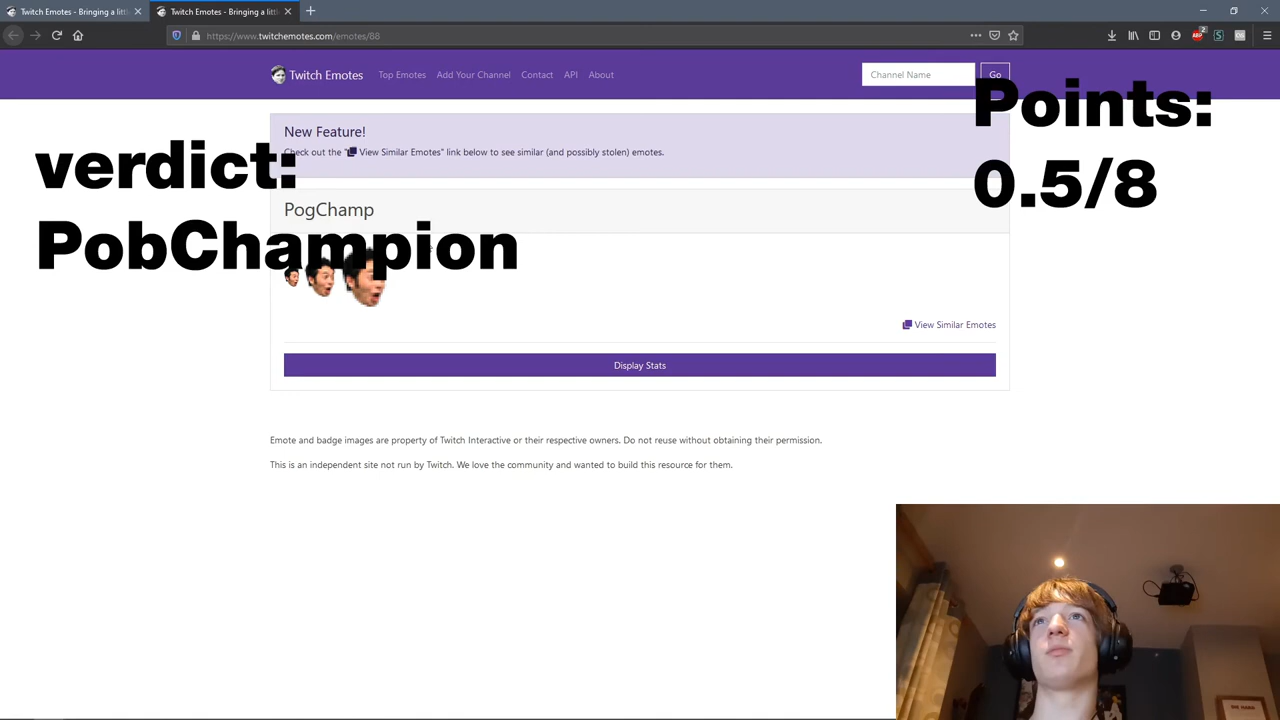 Twitch Emotes - Bringing a littl
Twitch Emotes - Bringing a littl
https://www.twitchemotes.com/emotes/88
Twitch Emotes
Top Emotes
Add Your Channel
Contact
API
About
Channel Name
Go
Points:
0.5/8
New Feature!
Check out the "View Similar Emotes" link below to see similar (and possibly stolen) emotes.
verdict:
PobChampion
PogChamp
View Similar Emotes
Display Stats
Emote and badge images are property of Twitch Interactive or their respective owners. Do not reuse without obtaining their permission.
This is an independent site not run by Twitch. We love the community and wanted to build this resource for them.